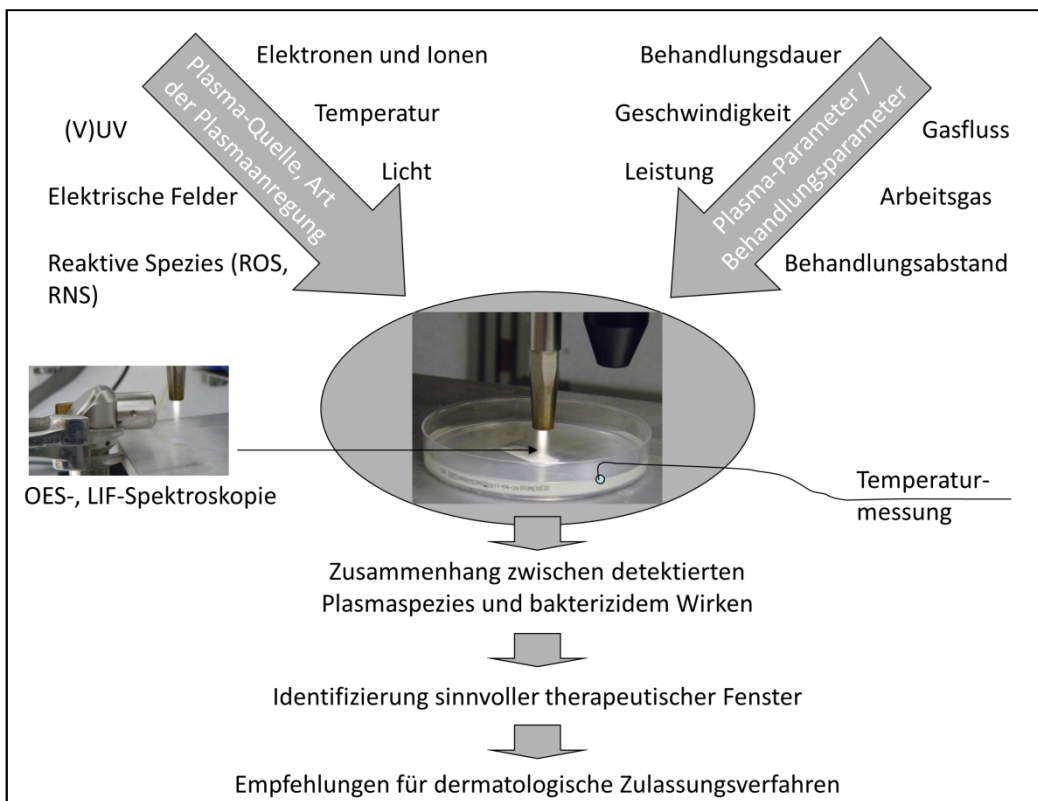 Elektronen und Ionen
Temperatur
Licht
(V)UV
Elektrische Felder
Reaktive Spezies (ROS,
RNS)
Plasma-Quelle, Art
der Plasmaanregung
Behandlungsdauer
Geschwindigkeit
Leistung
Plasma-Parameter /
Behandlungsparameter
Gasfluss
Arbeitsgas
Behandlungsabstand
OES-, LIF-Spektroskopie
Temperatur-
messung
Zusammenhang zwischen detektierten
Plasmaspezies und bakterizidem Wirken
Identifizierung sinnvoller therapeutischer Fenster
Empfehlungen für dermatologische Zulassungsverfahren